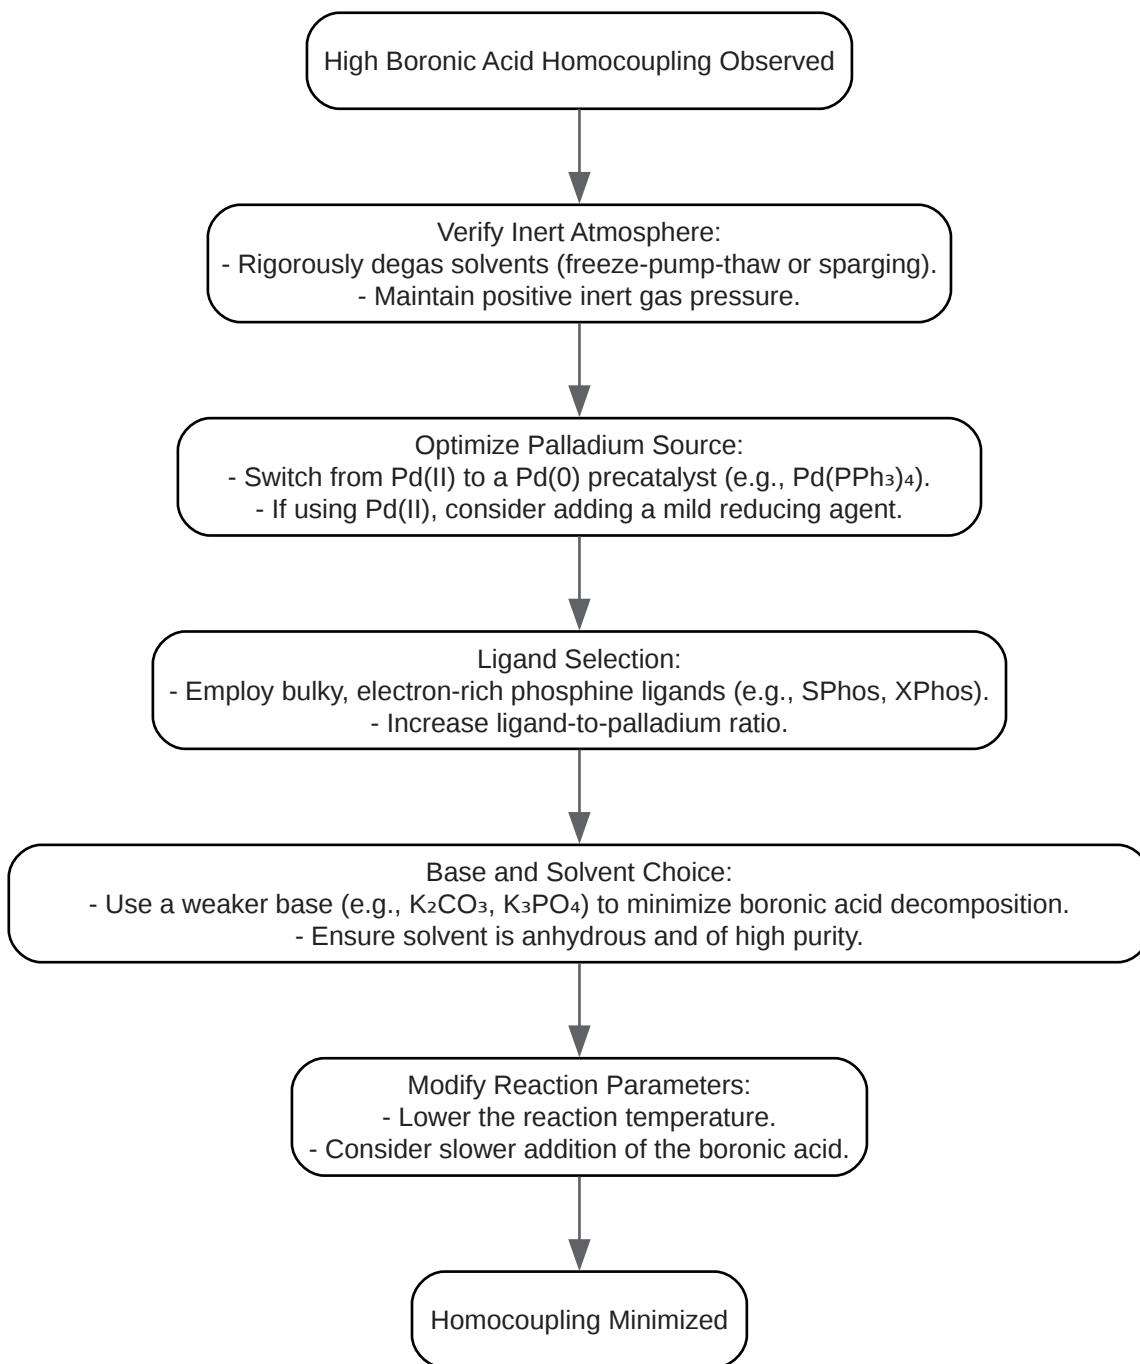 High Boronic Acid Homocoupling Observed
Verify Inert Atmosphere:
- Rigorously degas solvents (freeze-pump-thaw or sparging).
- Maintain positive inert gas pressure.
Optimize Palladium Source:
- Switch from Pd(II) to a Pd(0) precatalyst (e.g., Pd(PPh₃)₄).
- If using Pd(II), consider adding a mild reducing agent.
Ligand Selection:
- Employ bulky, electron-rich phosphine ligands (e.g., SPhos, XPhos).
- Increase ligand-to-palladium ratio.
Base and Solvent Choice:
- Use a weaker base (e.g., K₂CO₃, K₃PO₄) to minimize boronic acid decomposition.
- Ensure solvent is anhydrous and of high purity.
Modify Reaction Parameters:
- Lower the reaction temperature.
- Consider slower addition of the boronic acid.
Homocoupling Minimized